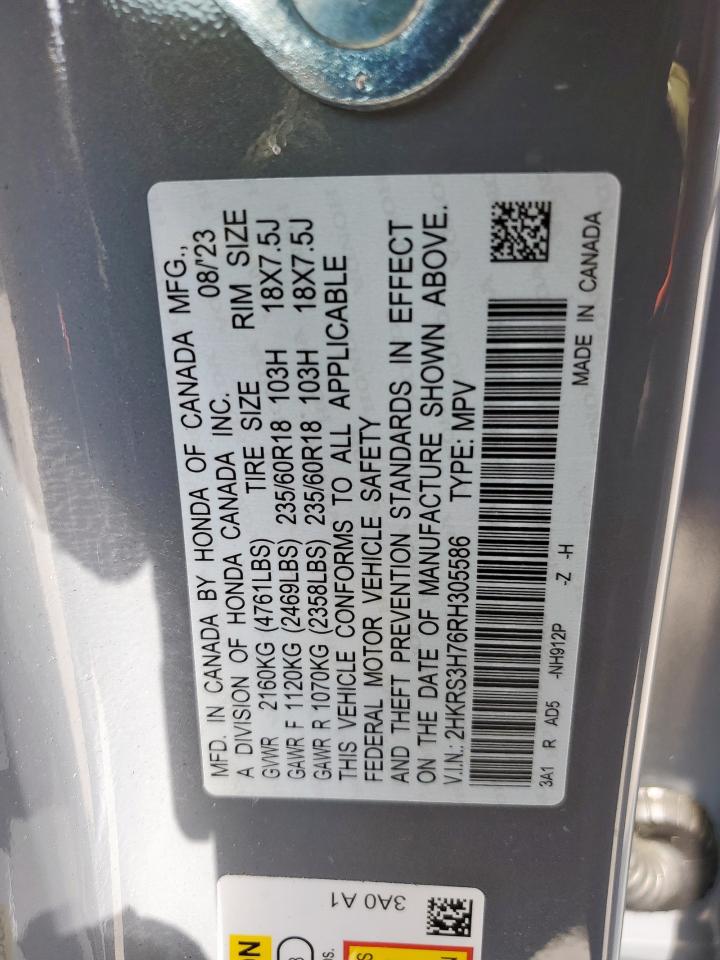 MFD. IN CANADA BY HONDA OF CANADA MFG.,
A DIVISION OF HONDA CANADA INC. 08/'23
GVWR 2160KG (4761LBS) TIRE SIZE RIM SIZE
GAWR F 1120KG (2469LBS) 235/60R18 103H 18X7.5J
GAWR R 1070KG (2358LBS) 235/60R18 103H 18X7.5J
THIS VEHICLE CONFORMS TO ALL APPLICABLE
FEDERAL MOTOR VEHICLE SAFETY
AND THEFT PREVENTION STANDARDS IN EFFECT
ON THE DATE OF MANUFACTURE SHOWN ABOVE.
V.I.N.: 2HKRS3H76RH305586 TYPE: MPV
3A1 R AD5 -NH912P -Z -H
MADE IN CANADA
3A0 A1